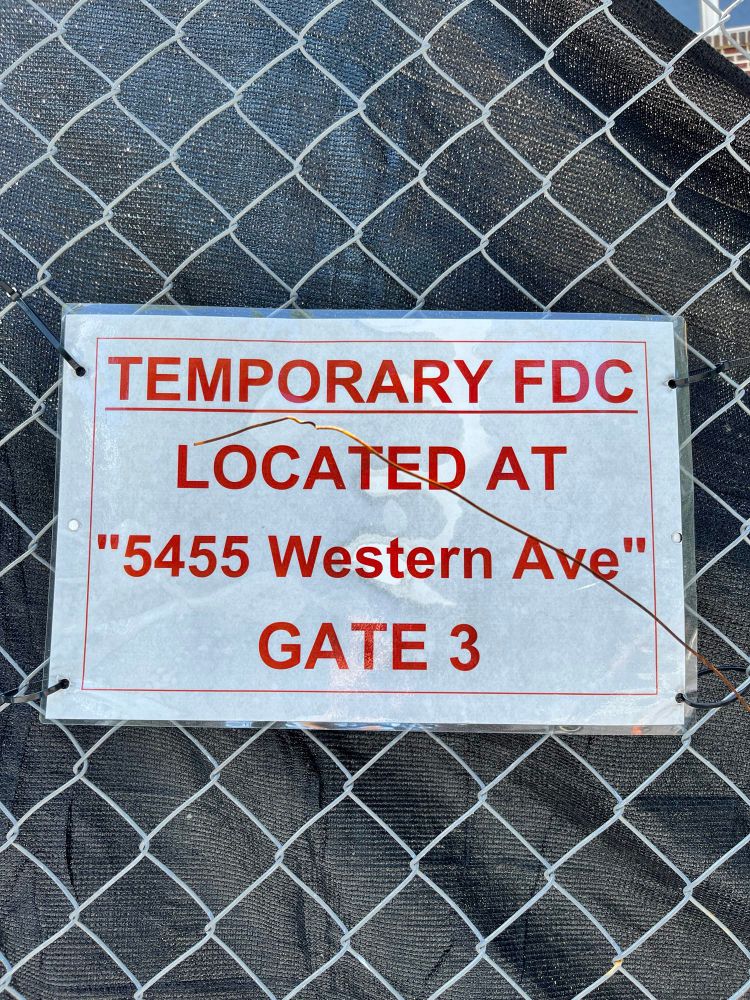 TEMPORARY FDC
LOCATED AT
"5455 Western Ave"
GATE 3